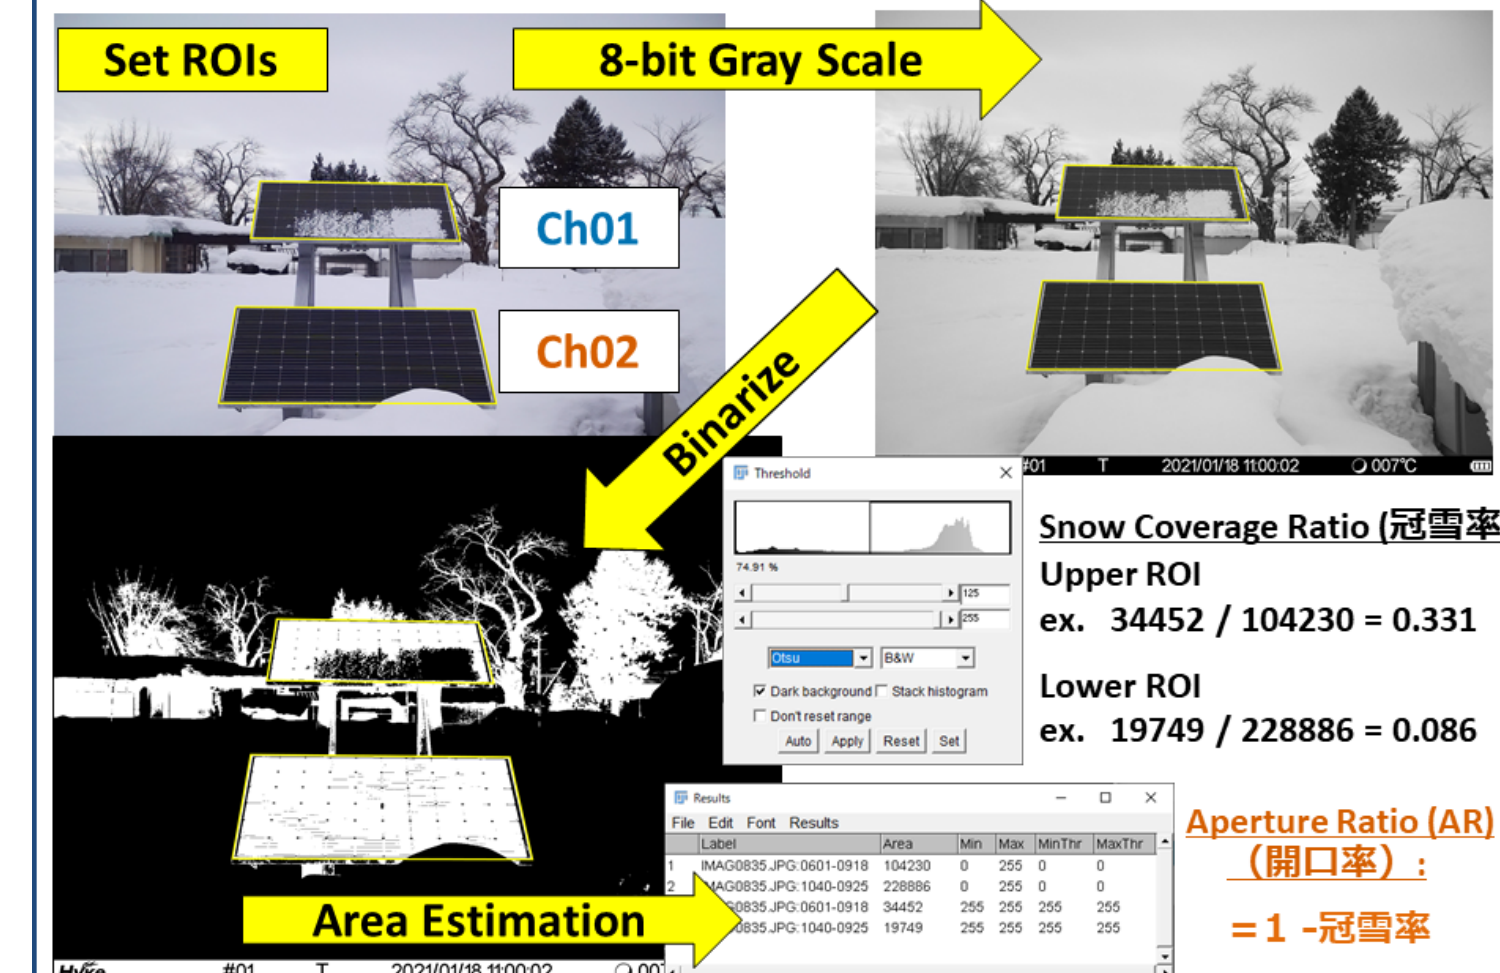 Set ROIs
8-bit Gray Scale
Ch01
Ch02
Binarize
#01 T 2021/01/18 11:00:02 007℃
Threshold
74.91 %
125
255
Otsu B&W
Dark background Stack histogram
Don't reset range
Auto Apply Reset Set
Snow Coverage Ratio (冠雪率
Upper ROI
ex. 34452 / 104230 = 0.331
Lower ROI
ex. 19749 / 228886 = 0.086
Results
File Edit Font Results
Label Area Min Max MinThr MaxThr
1 IMAG0835.JPG:0601-0918 104230 0 255 0 0
2 MAG0835.JPG:1040-0925 228886 0 255 0 0
0835.JPG:0601-0918 34452 255 255 255 255
0835.JPG:1040-0925 19749 255 255 255 255
Area Estimation
Aperture Ratio (AR)
（開口率）：
＝1 -冠雪率
Hyke #01 T 2021/01/18 11:00:02 007